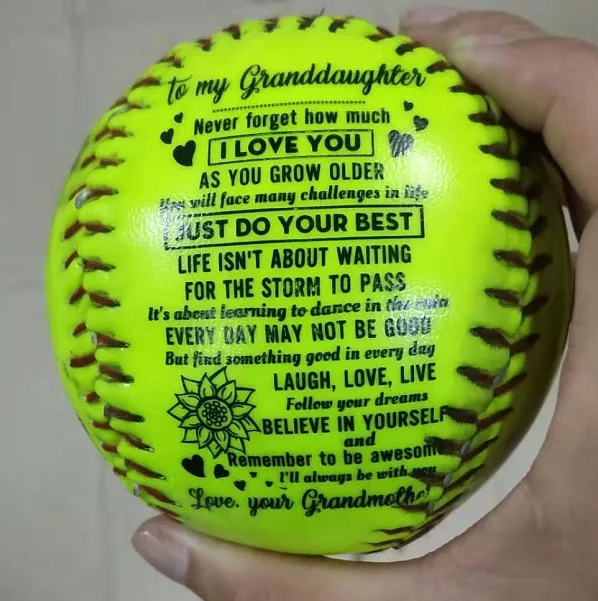 To my Granddaughter
Never forget how much
I LOVE YOU
AS YOU GROW OLDER
You will face many challenges in life
JUST DO YOUR BEST
LIFE ISN'T ABOUT WAITING
FOR THE STORM TO PASS
It's about learning to dance in the rain
EVERY DAY MAY NOT BE GOOD
But find something good in every day
LAUGH, LOVE, LIVE
Follow your dreams
BELIEVE IN YOURSELF
and
Remember to be awesome
I'll always be with you
Love, your Grandmother